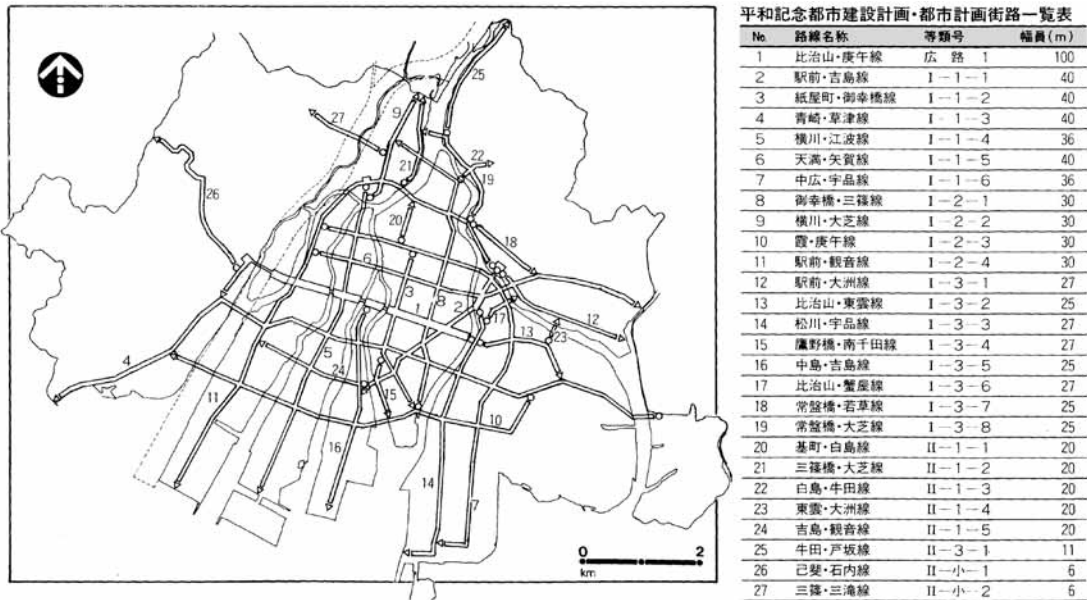 平和記念都市建設計画・都市計画街路一覧表
No. 路線名称 等類号 幅員(m)
1 比治山・庚午線 広路 1 100
2 駅前・吉島線 I－1－1 40
3 紙屋町・御幸橋線 I－1－2 40
4 青崎・草津線 I－1－3 40
5 横川・江波線 I－1－4 36
6 天満・矢賀線 I－1－5 40
7 中広・宇品線 I－1－6 36
8 御幸橋・三篠線 I－2－1 30
9 横川・大芝線 I－2－2 30
10 霞・庚午線 I－2－3 30
11 駅前・観音線 I－2－4 30
12 駅前・大洲線 I－3－1 27
13 比治山・東雲線 I－3－2 25
14 松川・宇品線 I－3－3 27
15 鷹野橋・南千田線 I－3－4 27
16 中島・吉島線 I－3－5 25
17 比治山・蟹屋線 I－3－6 27
18 常盤橋・若草線 I－3－7 25
19 常盤橋・大芝線 I－3－8 25
20 基町・白島線 II－1－1 20
21 三篠橋・大芝線 II－1－2 20
22 白島・牛田線 II－1－3 20
23 東雲・大洲線 II－1－4 20
24 吉島・観音線 II－1－5 20
25 牛田・戸坂線 II－3－1 11
26 己斐・石内線 II－小－1 6
27 三篠・三滝線 II－小－2 6
25
9
27
22
21
19
26
20
18
6
3
8
2
1
17
12
13
23
5
4
24
15
11
10
16
14
7
0 2
km